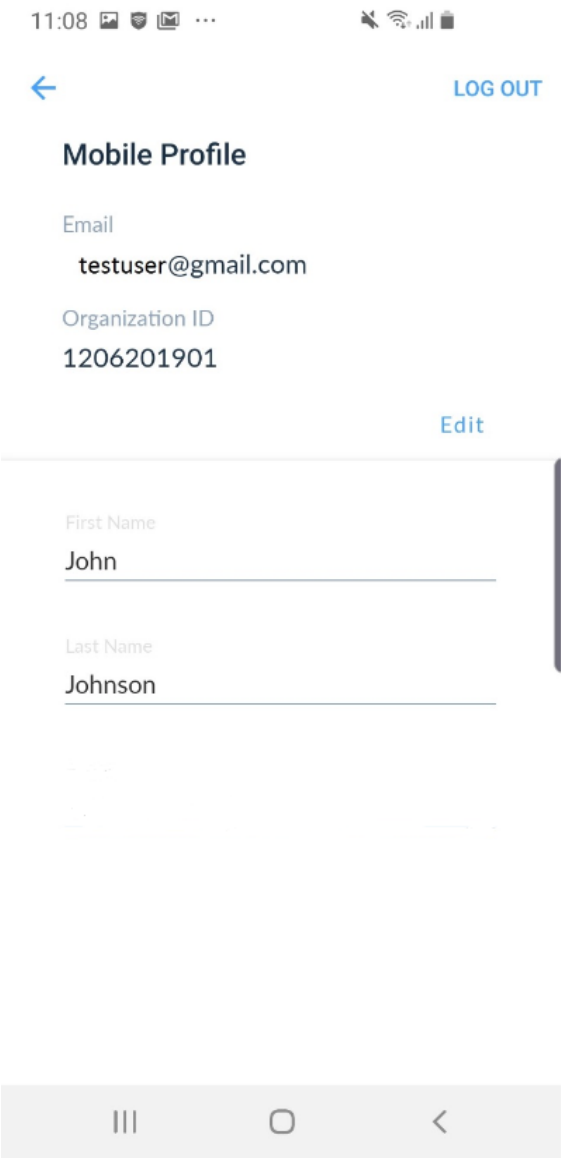 11:08
LOG OUT
Mobile Profile
Email
testuser@gmail.com
Organization ID
1206201901
Edit
First Name
John
Last Name
Johnson